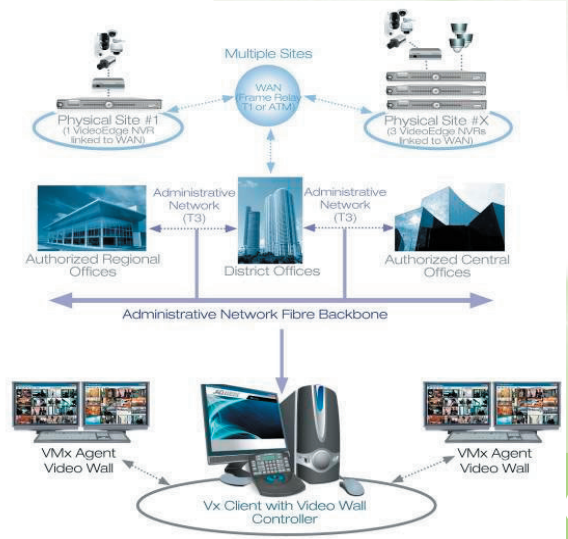 Multiple Sites
WAN
(Frame Relay
T1 or ATM)
Physical Site #1
(1 VideoEdge NVR
linked to WAN)
Physical Site #X
(3 VideoEdge NVRs
linked to WAN)
Administrative
Network
(T3)
Administrative
Network
(T3)
Authorized Regional
Offices
District Offices
Authorized Central
Offices
Administrative Network Fibre Backbone
VMx Agent
Video Wall
VMx Agent
Video Wall
Vx Client with Video Wall
Controller